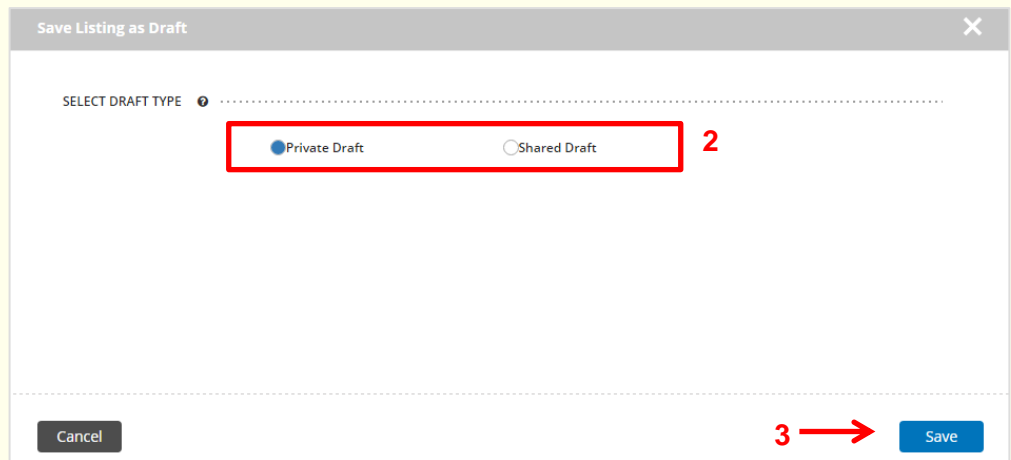 Save Listing as Draft
SELECT DRAFT TYPE
Private Draft Shared Draft 2
Cancel 3 Save